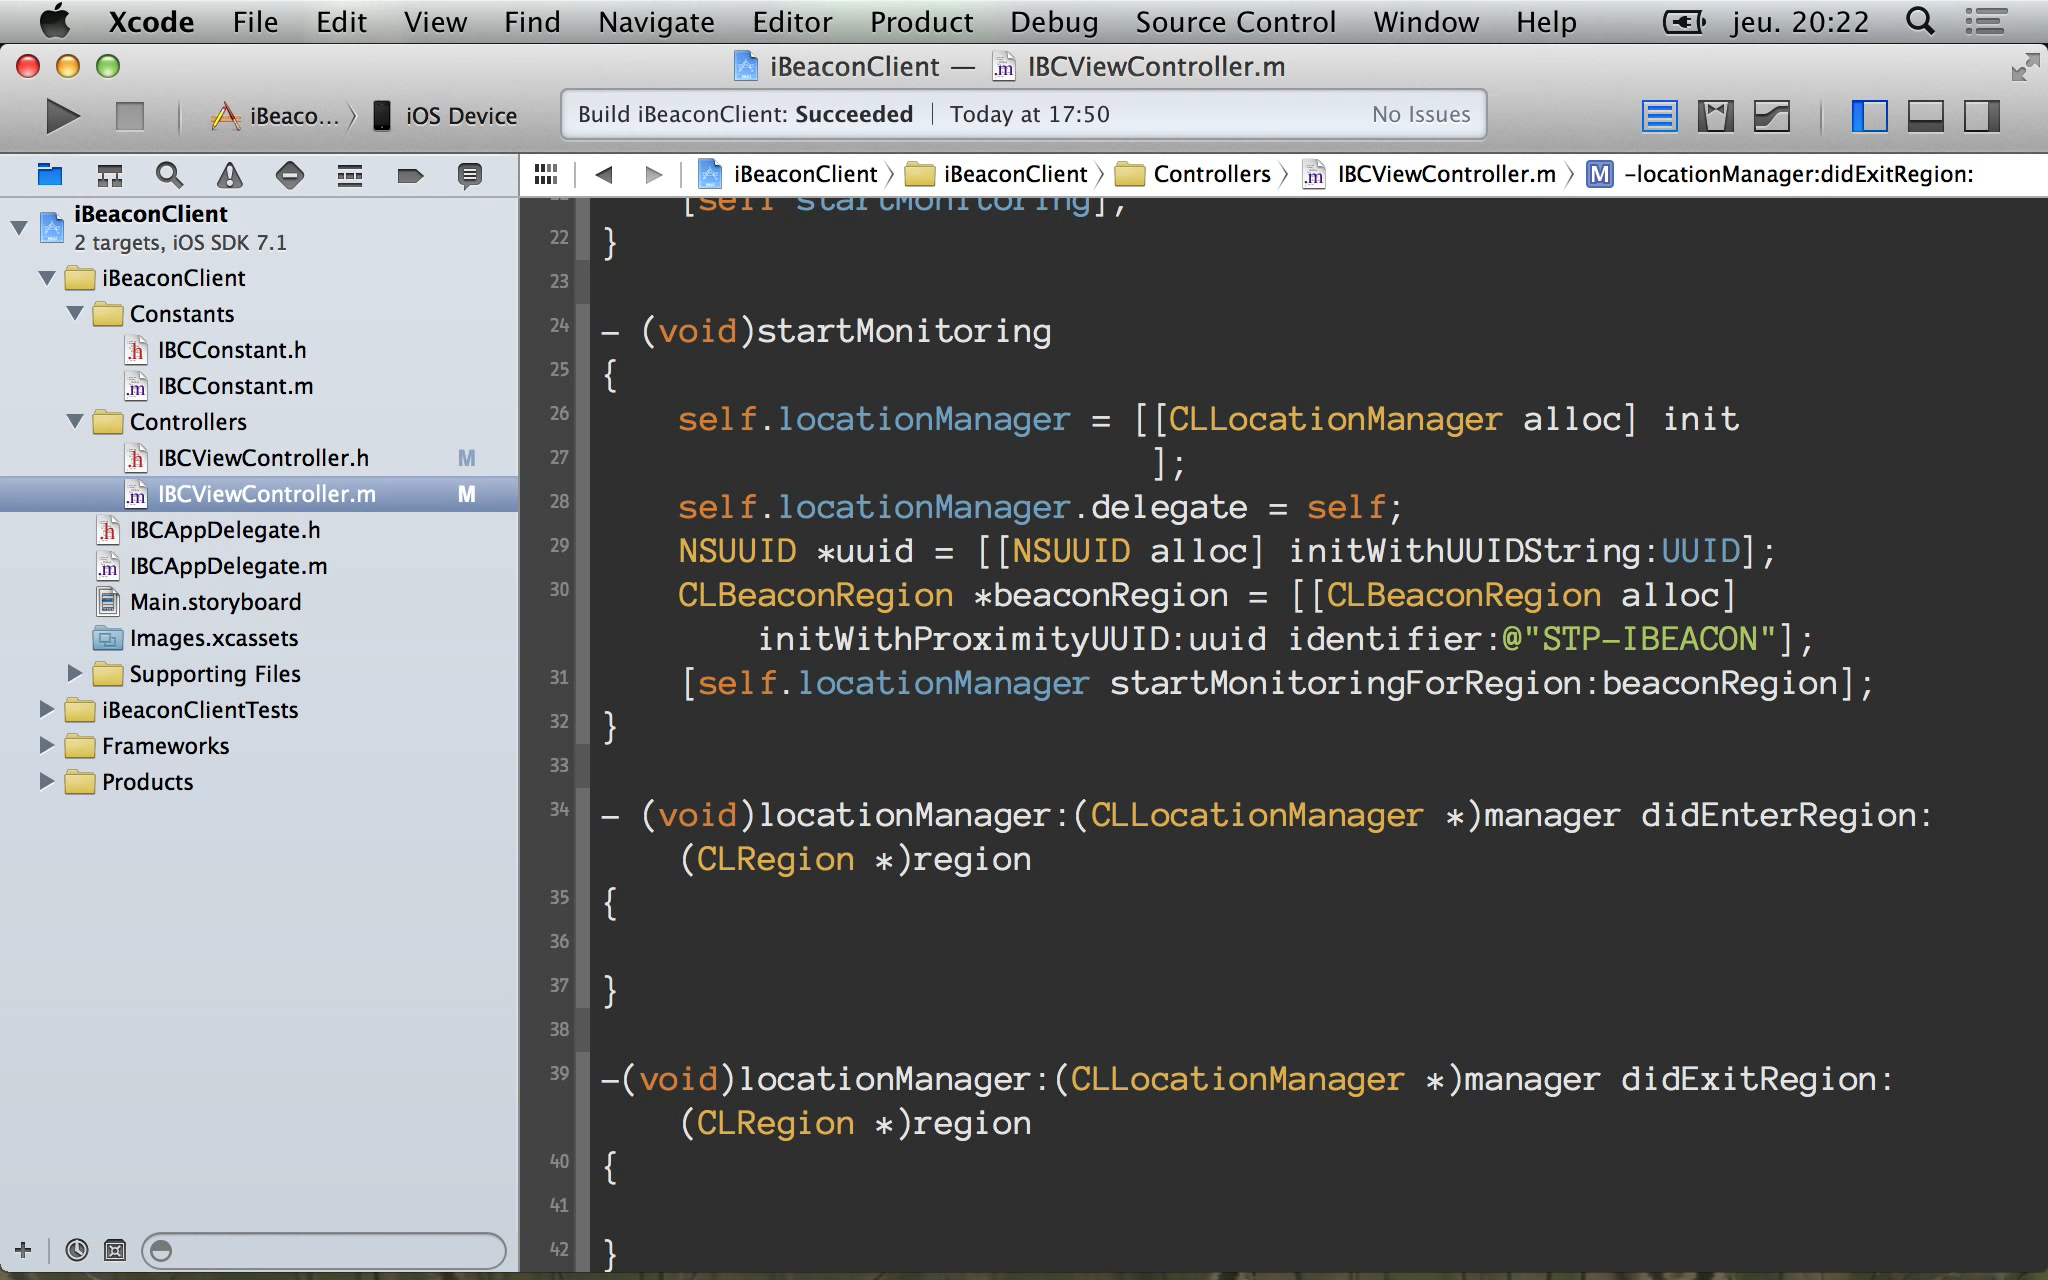 Xcode File Edit View Find Navigate Editor Product Debug Source Control Window Help jeu. 20:22
iBeaconClient — IBCViewController.m
iBeaco... iOS Device Build iBeaconClient: Succeeded | Today at 17:50 No Issues
iBeaconClient iBeaconClient Controllers IBCViewController.m M -locationManager:didExitRegion:
iBeaconClient
2 targets, iOS SDK 7.1
iBeaconClient
Constants
IBCConstant.h
IBCConstant.m
Controllers
IBCViewController.h M
IBCViewController.m M
IBCAppDelegate.h
IBCAppDelegate.m
Main.storyboard
Images.xcassets
Supporting Files
iBeaconClientTests
Frameworks
Products
[self startMonitoring];
22 }
23
24 - (void)startMonitoring
25 {
26 self.locationManager = [[CLLocationManager alloc] init
27 ];
28 self.locationManager.delegate = self;
29 NSUUID *uuid = [[NSUUID alloc] initWithUUIDString:UUID];
30 CLBeaconRegion *beaconRegion = [[CLBeaconRegion alloc]
initWithProximityUUID:uuid identifier:@"STP-IBEACON"];
31 [self.locationManager startMonitoringForRegion:beaconRegion];
32 }
33
34 - (void)locationManager:(CLLocationManager *)manager didEnterRegion:
(CLRegion *)region
35 {
36
37 }
38
39 -(void)locationManager:(CLLocationManager *)manager didExitRegion:
(CLRegion *)region
40 {
41
42 }